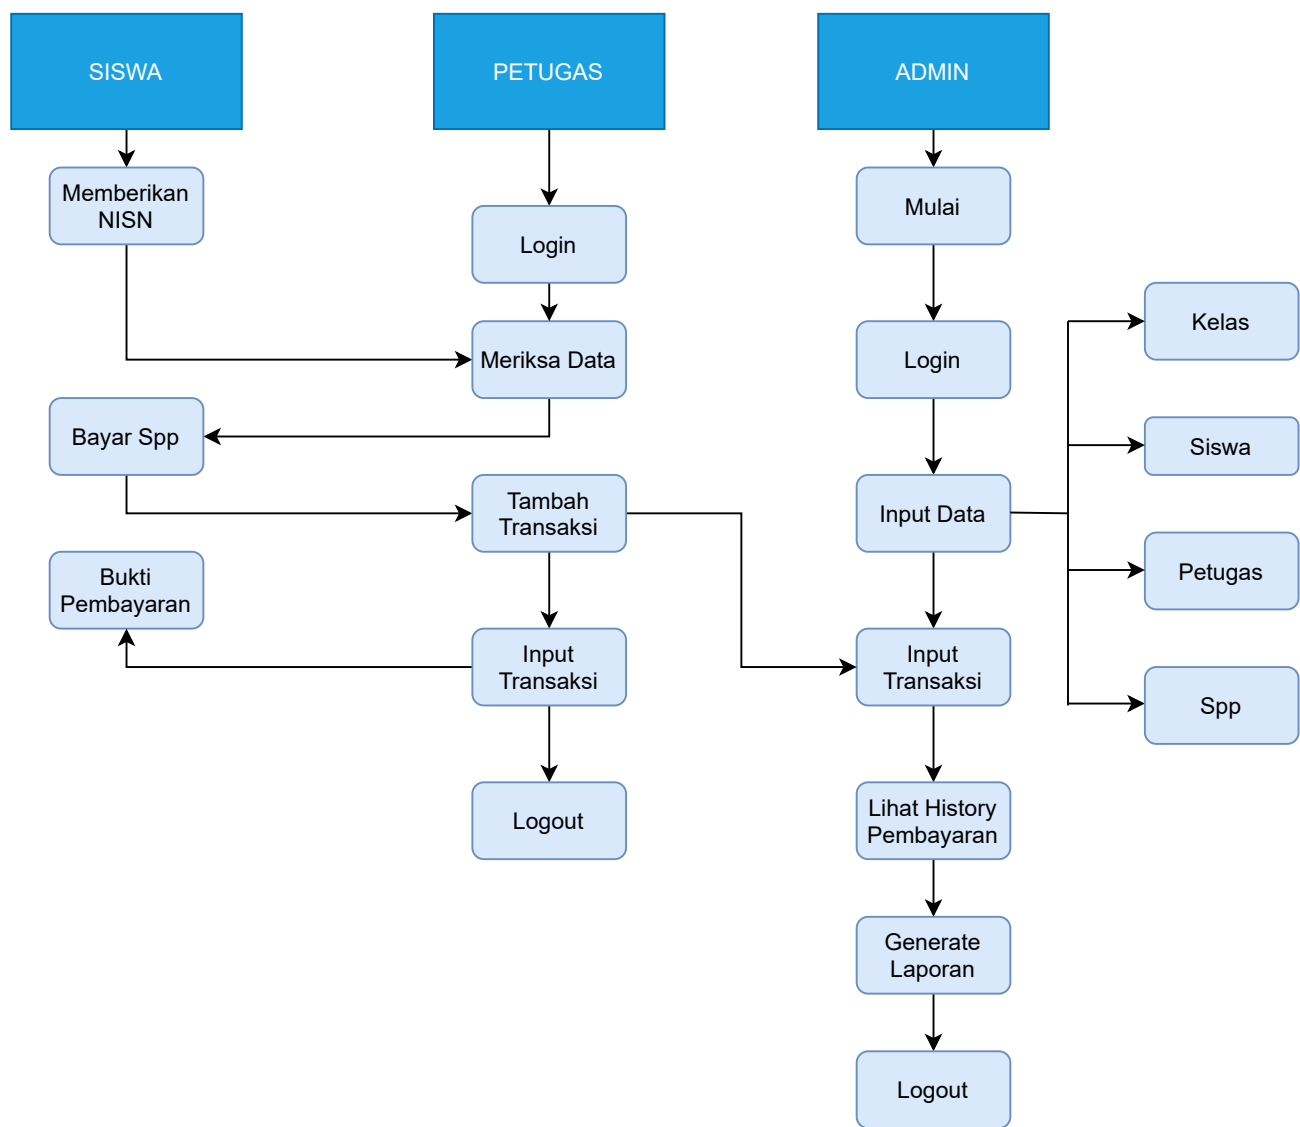 SISWA
PETUGAS
ADMIN
Memberikan
NISN
Mulai
Login
Kelas
Meriksa Data
Login
Bayar Spp
Siswa
Tambah
Transaksi
Input Data
Petugas
Bukti
Pembayaran
Input
Transaksi
Input
Transaksi
Spp
Logout
Lihat History
Pembayaran
Generate
Laporan
Logout